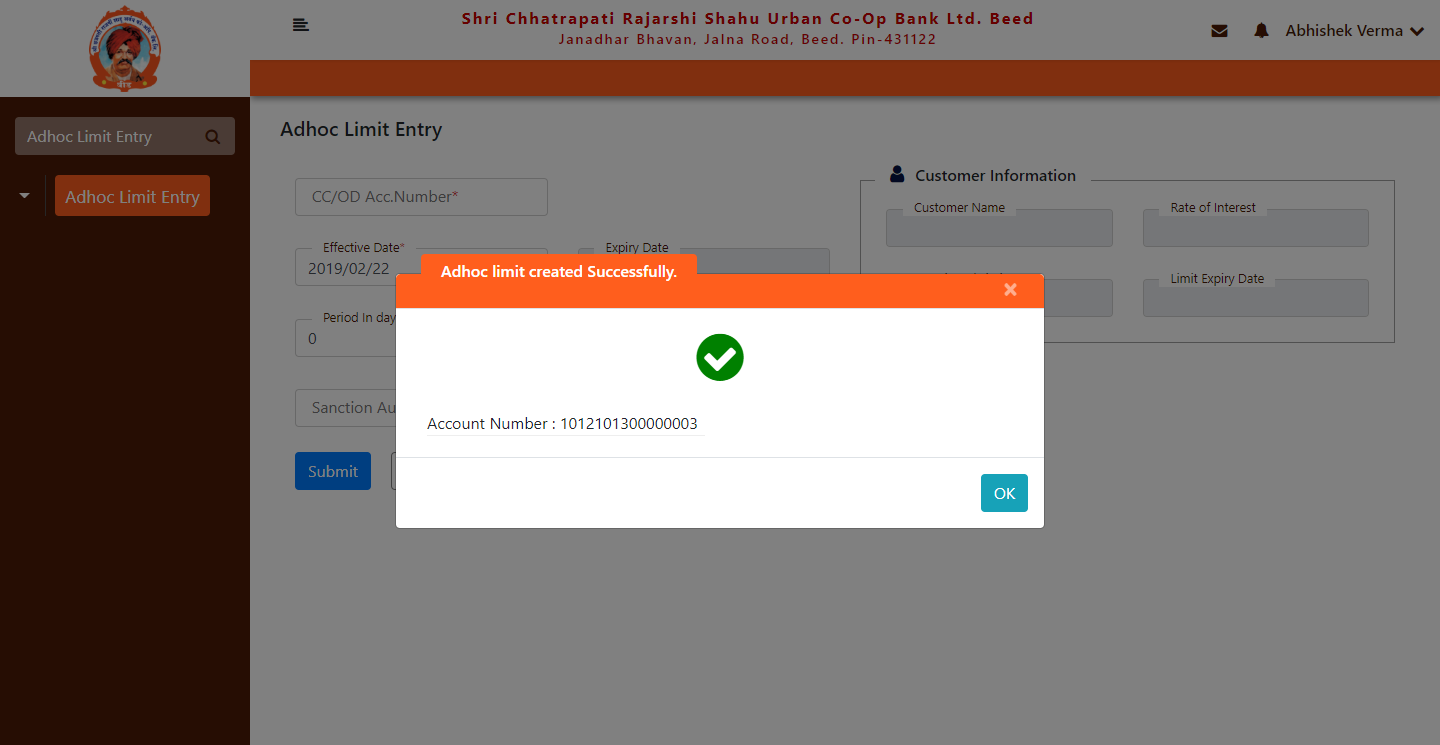 Shri Chhatrapati Rajarshi Shahu Urban Co-Op Bank Ltd. Beed
Janadhar Bhavan, Jalna Road, Beed. Pin-431122
Abhishek Verma
बीड
Adhoc Limit Entry
Adhoc Limit Entry
Adhoc Limit Entry
CC/OD Acc.Number*
Customer Information
Customer Name
Rate of Interest
Effective Date*
2019/02/22
Expiry Date
Limit Expiry Date
Period In day
0
Sanction Au
Submit
Adhoc limit created Successfully.
×
Account Number : 1012101300000003
OK